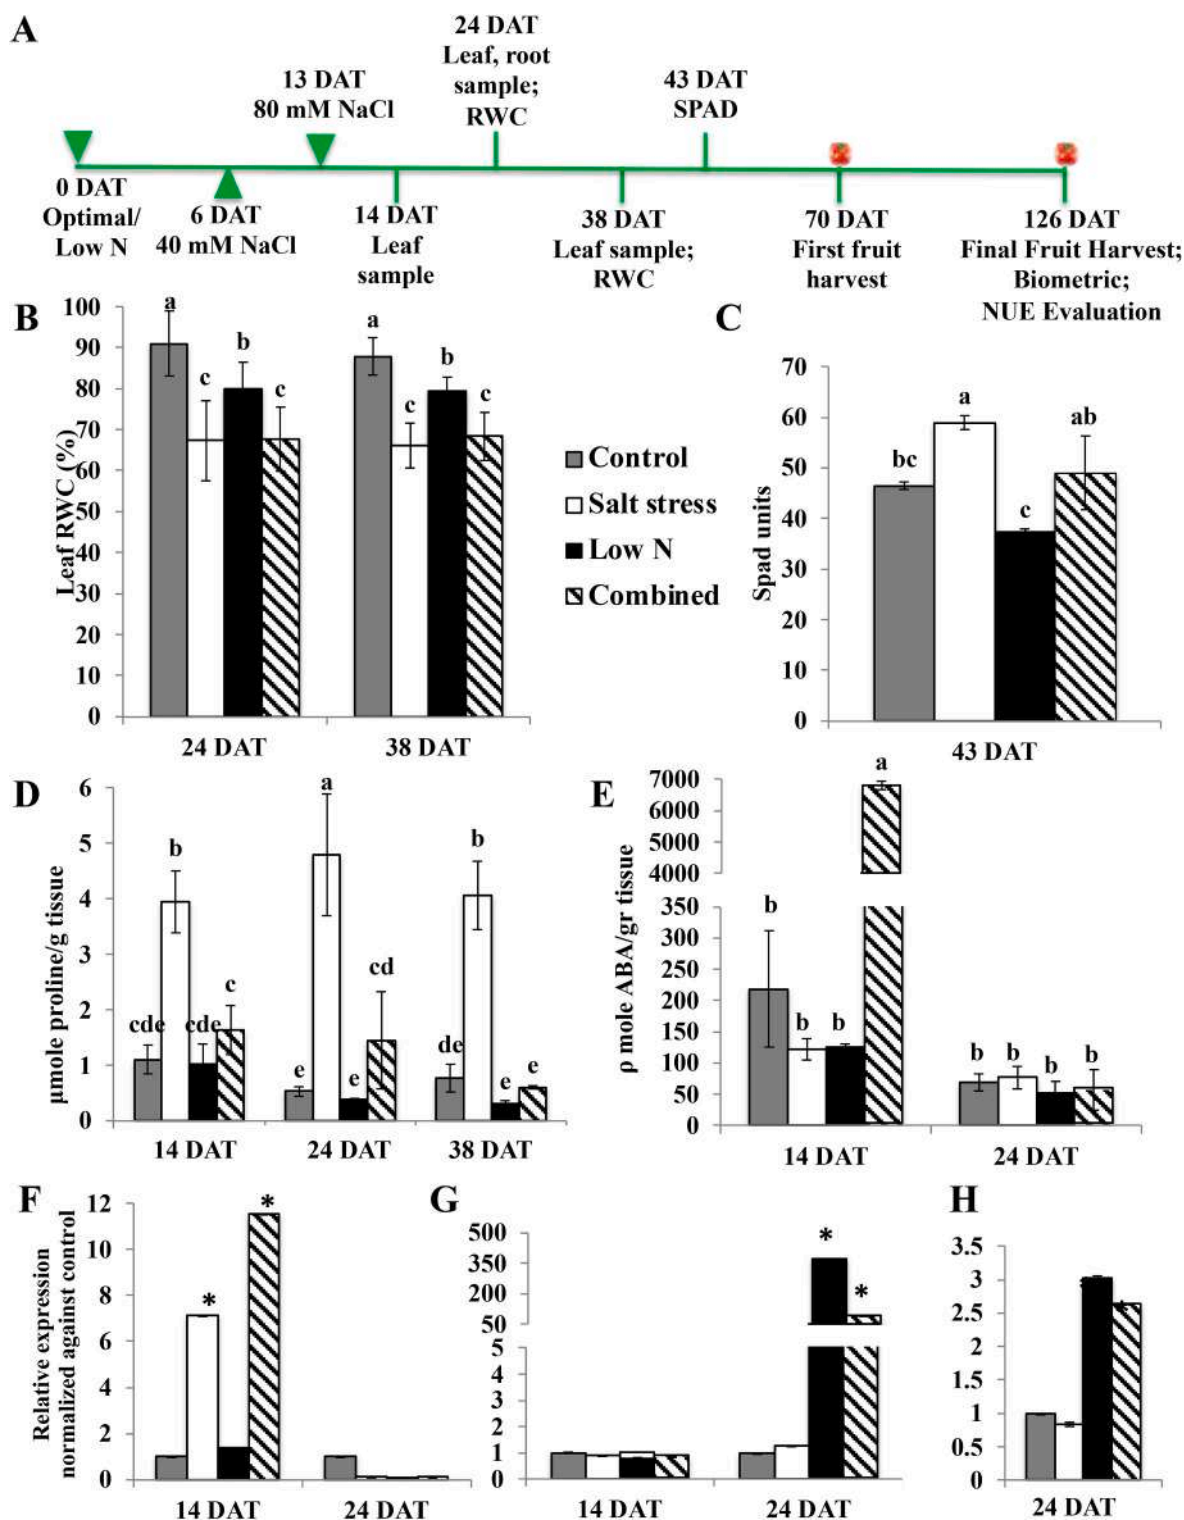 A
24 DAT
Leaf, root
sample;
RWC
13 DAT
80 mM NaCl
43 DAT
SPAD
0 DAT
Optimal/
Low N
6 DAT
40 mM NaCl
14 DAT
Leaf
sample
38 DAT
Leaf sample;
RWC
70 DAT
First fruit
harvest
126 DAT
Final Fruit Harvest;
Biometric;
NUE Evaluation
B
Leaf RWC (%)
100
90
80
70
60
50
40
30
20
10
0
a
c
b
c
a
c
b
c
24 DAT
38 DAT
Control
Salt stress
Low N
Combined
C
Spad units
70
60
50
40
30
20
10
0
bc
a
c
ab
43 DAT
D
µmole proline/g tissue
6
5
4
3
2
1
0
cde
b
cde
c
e
a
e
cd
de
b
e
e
14 DAT
24 DAT
38 DAT
E
ρ mole ABA/gr tissue
7000
6000
5000
4000
350
300
250
200
150
100
50
0
b
b
b
a
b
b
b
b
14 DAT
24 DAT
F
Relative expression
normalized against control
12
10
8
6
4
2
0
*
*
14 DAT
24 DAT
G
500
350
200
50
5
4
3
2
1
0
*
*
14 DAT
24 DAT
H
3.5
3
2.5
2
1.5
1
0.5
0
24 DAT